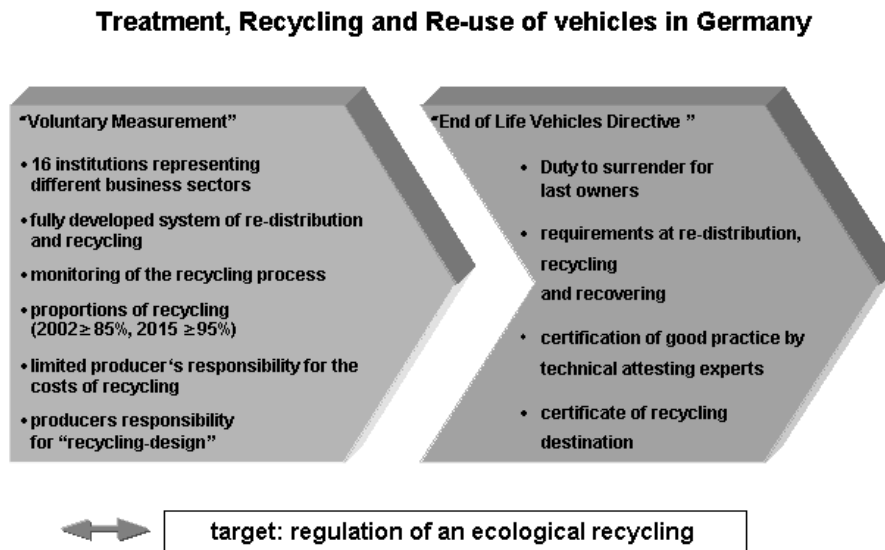 Treatment, Recycling and Re-use of vehicles in Germany
"Voluntary Measurement"
• 16 institutions representing
different business sectors
• fully developed system of re-distribution
and recycling
• monitoring of the recycling process
• proportions of recycling
(2002≥ 85%, 2015 ≥95%)
• limited producer's responsibility for the
costs of recycling
• producers responsibility
for "recycling-design"
"End of Life Vehicles Directive "
• Duty to surrender for
last owners
• requirements at re-distribution,
recycling
and recovering
• certification of good practice by
technical attesting experts
• certificate of recycling
destination
target: regulation of an ecological recycling